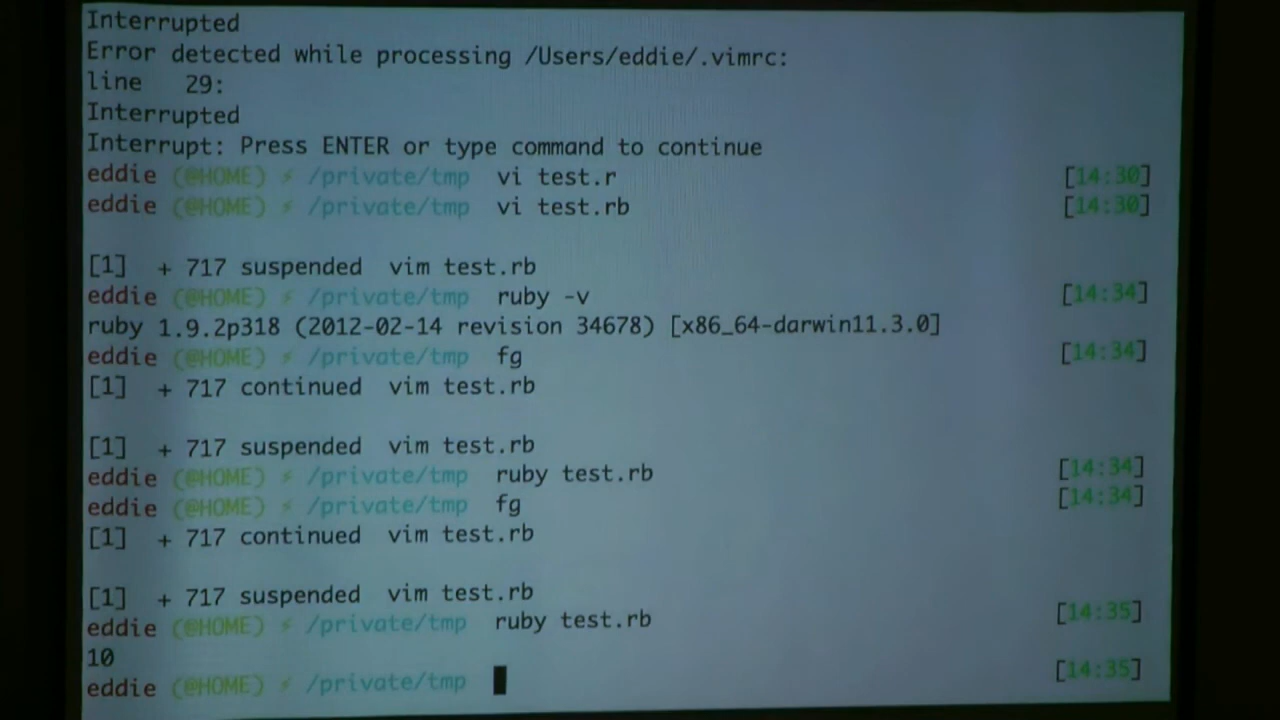 Interrupted
Error detected while processing /Users/eddie/.vimrc:
line   29:
Interrupted
Interrupt: Press ENTER or type command to continue
eddie (@HOME) ⚡ /private/tmp  vi test.r [14:30]
eddie (@HOME) ⚡ /private/tmp  vi test.rb [14:30]
[1]  + 717 suspended  vim test.rb
eddie (@HOME) ⚡ /private/tmp  ruby -v [14:34]
ruby 1.9.2p318 (2012-02-14 revision 34678) [x86_64-darwin11.3.0]
eddie (@HOME) ⚡ /private/tmp  fg [14:34]
[1]  + 717 continued  vim test.rb
[1]  + 717 suspended  vim test.rb
eddie (@HOME) ⚡ /private/tmp  ruby test.rb [14:34]
eddie (@HOME) ⚡ /private/tmp  fg [14:34]
[1]  + 717 continued  vim test.rb
[1]  + 717 suspended  vim test.rb
eddie (@HOME) ⚡ /private/tmp  ruby test.rb [14:35]
10
eddie (@HOME) ⚡ /private/tmp [14:35]